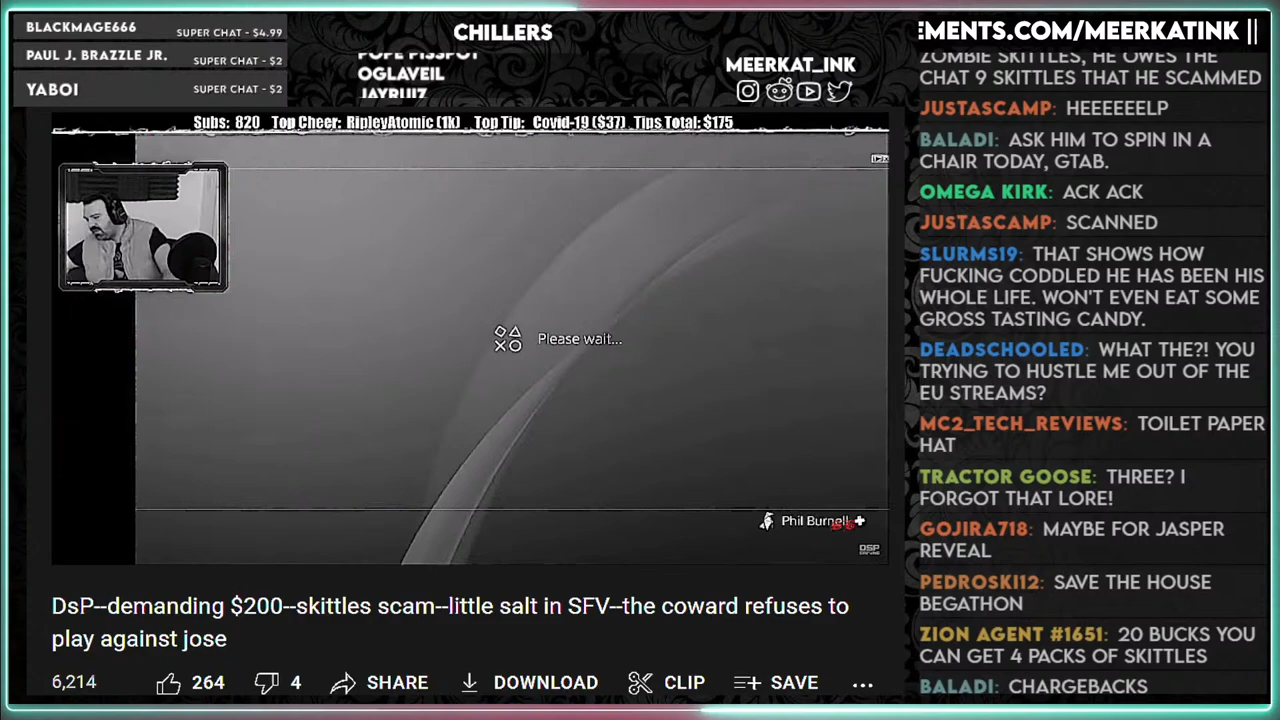 BLACKMAGE666
SUPER CHAT - $4.99
PAUL J. BRAZZLE JR.
SUPER CHAT - $2
YABOI
SUPER CHAT - $2
CHILLERS
POPE PISSPOT
OGLAVEIL
JAYRUIZ
MEERKAT_INK
EMENTS.COM/MEERKATINK ||
Subs: 820 Top Cheer: RipleyAtomic (1k) Top Tip: Covid-19 ($37) Tips Total: $175
Please wait...
Phil Burnell
DSP
DsP--demanding $200--skittles scam--little salt in SFV--the coward refuses to
play against jose
6,214
264
4
SHARE
DOWNLOAD
CLIP
SAVE
ZOMBIE SKITTLES, HE OWES THE
CHAT 9 SKITTLES THAT HE SCAMMED
JUSTASCAMP: HEEEEEELP
BALADI: ASK HIM TO SPIN IN A
CHAIR TODAY, GTAB.
OMEGA KIRK: ACK ACK
JUSTASCAMP: SCANNED
SLURMS19: THAT SHOWS HOW
FUCKING CODDLED HE HAS BEEN HIS
WHOLE LIFE. WON'T EVEN EAT SOME
GROSS TASTING CANDY.
DEADSCHOOLED: WHAT THE?! YOU
TRYING TO HUSTLE ME OUT OF THE
EU STREAMS?
MC2_TECH_REVIEWS: TOILET PAPER
HAT
TRACTOR GOOSE: THREE? I
FORGOT THAT LORE!
GOJIRA718: MAYBE FOR JASPER
REVEAL
PEDROSKI12: SAVE THE HOUSE
BEGATHON
ZION AGENT #1651: 20 BUCKS YOU
CAN GET 4 PACKS OF SKITTLES
BALADI: CHARGEBACKS